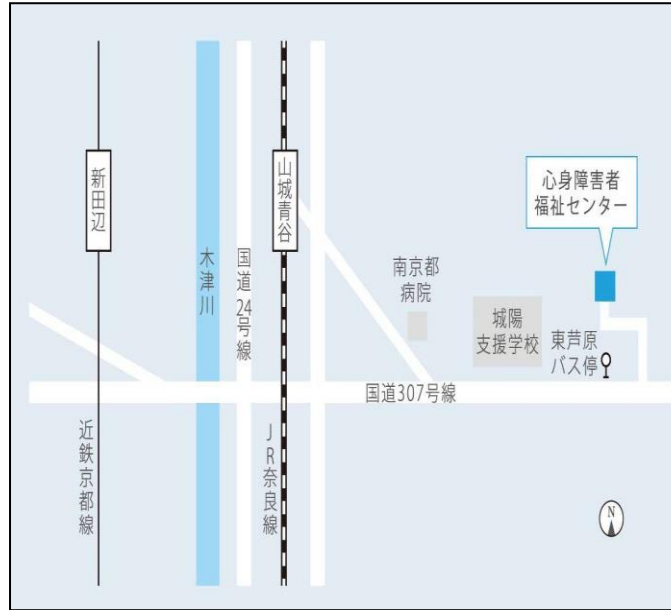 新田辺
近鉄京都線
木津川
国道24号線
山城青谷
JR奈良線
南京都
病院
城陽
支援学校
心身障害者
福祉センター
東芦原
バス停
国道307号線
N